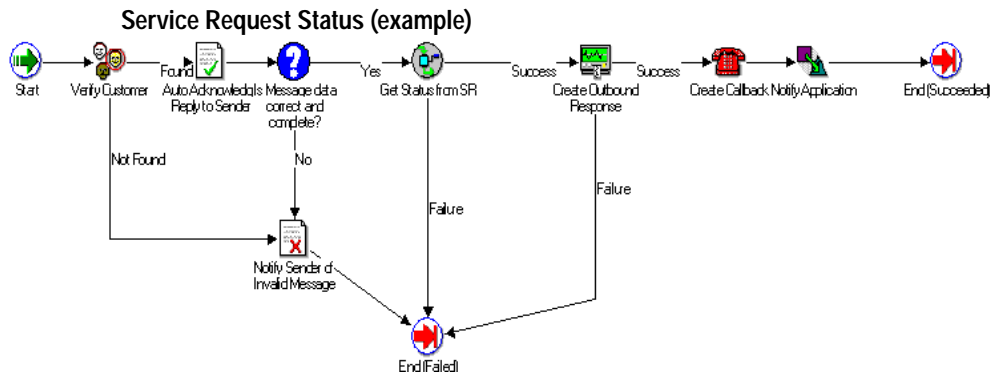 Service Request Status (example)
Start
Verify Customer
Found
Auto Acknowledge
Reply to Sender
Is Message data
correct and
complete?
Yes
Get Status from SR
Success
Create Outbound
Response
Success
Create Callback
Notify Application
End (Succeeded)
Not Found
No
Failure
Failure
Notify Sender of
Invalid Message
End (Failed)